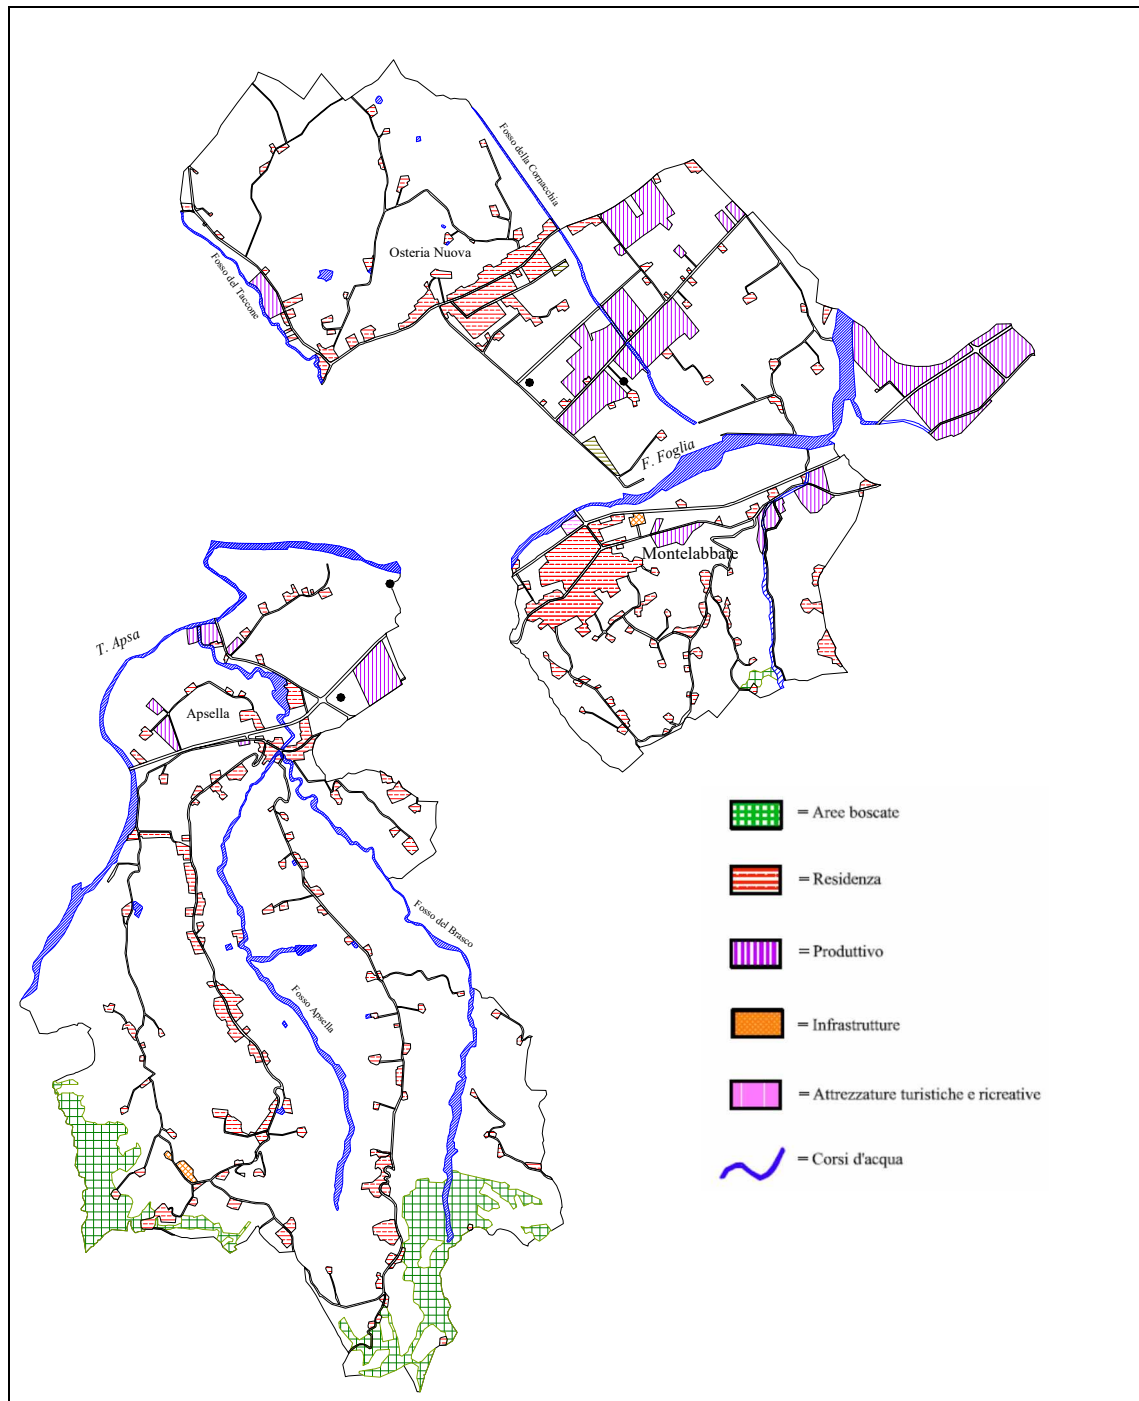 Fosso della Cornacchia
Osteria Nuova
Fosso del Taccone
F. Foglia
Montelabbate
T. Apsa
Apsella
Fosso del Brasco
Fosso Apsella
= Aree boscate
= Residenza
= Produttivo
= Infrastrutture
= Attrezzature turistiche e ricreative
= Corsi d'acqua